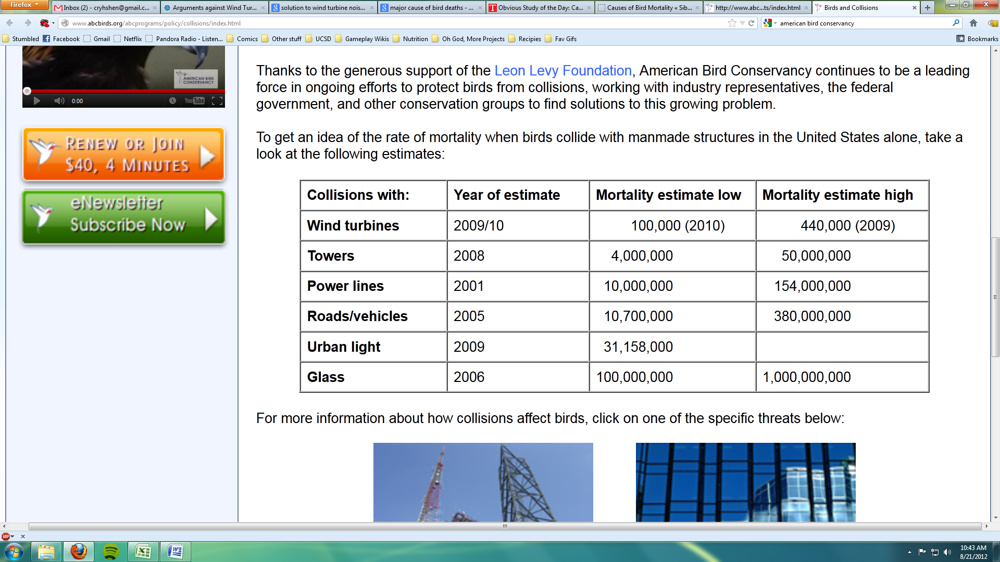 Firefox
Inbox (2) - cryhshen@gmail.c...
Arguments against Wind Tur...
solution to wind turbine nois...
major cause of bird deaths - ...
Obvious Study of the Day: Ca...
Causes of Bird Mortality « Sib...
http://www.abc...ts/index.html
Birds and Collisions
www.abcbirds.org/abcprograms/policy/collisions/index.html
american bird conservancy
Stumbled Facebook Gmail Netflix Pandora Radio - Listen... Comics Other stuff UCSD Gameplay Wikis Nutrition Oh God, More Projects Recipies Fav Gifs Bookmarks
AMERICAN BIRD
CONSERVANCY
0:00 YouTube
RENEW OR JOIN
$40, 4 MINUTES
eNewsletter
Subscribe Now
Thanks to the generous support of the Leon Levy Foundation, American Bird Conservancy continues to be a leading
force in ongoing efforts to protect birds from collisions, working with industry representatives, the federal
government, and other conservation groups to find solutions to this growing problem.
To get an idea of the rate of mortality when birds collide with manmade structures in the United States alone, take a
look at the following estimates:
Collisions with: Year of estimate Mortality estimate low Mortality estimate high
Wind turbines 2009/10 100,000 (2010) 440,000 (2009)
Towers 2008 4,000,000 50,000,000
Power lines 2001 10,000,000 154,000,000
Roads/vehicles 2005 10,700,000 380,000,000
Urban light 2009 31,158,000
Glass 2006 100,000,000 1,000,000,000
For more information about how collisions affect birds, click on one of the specific threats below:
ABP
10:43 AM
8/21/2012